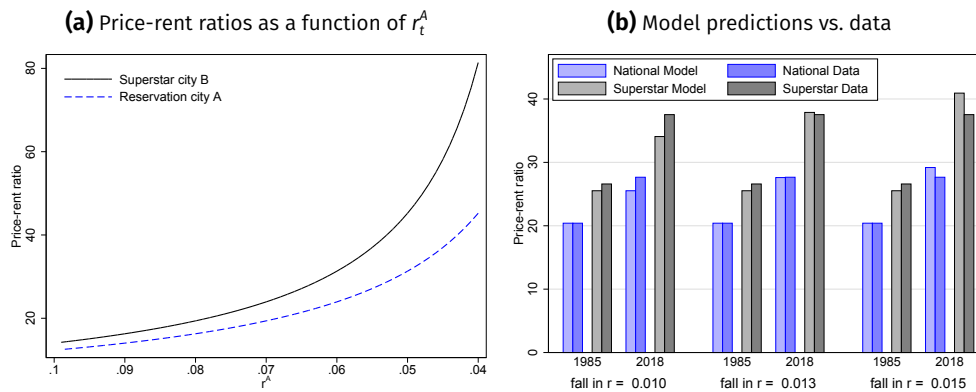 (a) Price-rent ratios as a function of r_t^A
Price-rent ratio
80
60
40
20
Superstar city B
Reservation city A
.1 .09 .08 .07 .06 .05 .04
r^A
(b) Model predictions vs. data
Price-rent ratio
40
30
20
10
0
National Model National Data
Superstar Model Superstar Data
1985 2018 1985 2018 1985 2018
fall in r = 0.010 fall in r = 0.013 fall in r = 0.015